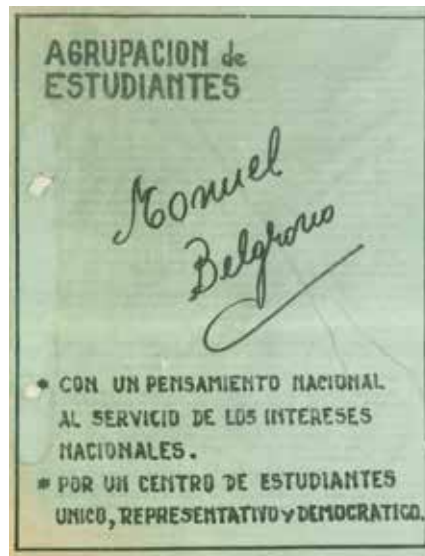 AGRUPACION de
ESTUDIANTES
Manuel
Belgrano
* CON UN PENSAMIENTO NACIONAL
AL SERVICIO DE LOS INTERESES
NACIONALES.
* POR UN CENTRO DE ESTUDIANTES
UNICO, REPRESENTATIVO Y DEMOCRATICO.